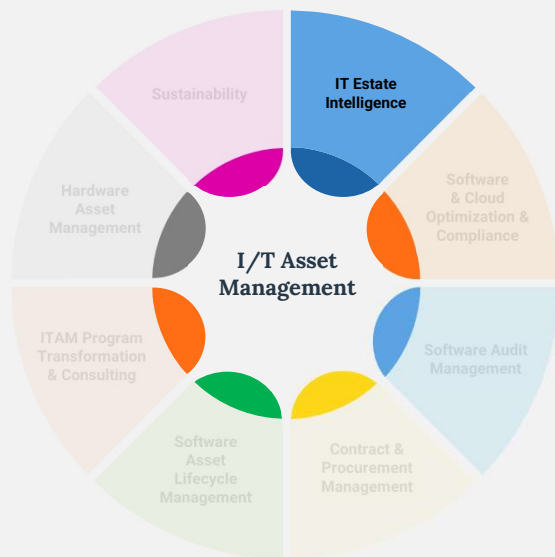 IT Estate
Intelligence
Software
& Cloud
Optimization &
Compliance
Software Audit
Management
Contract &
Procurement
Management
Software
Asset
Lifecycle
Management
ITAM Program
Transformation
& Consulting
Hardware
Asset
Management
Sustainability
I/T Asset
Management